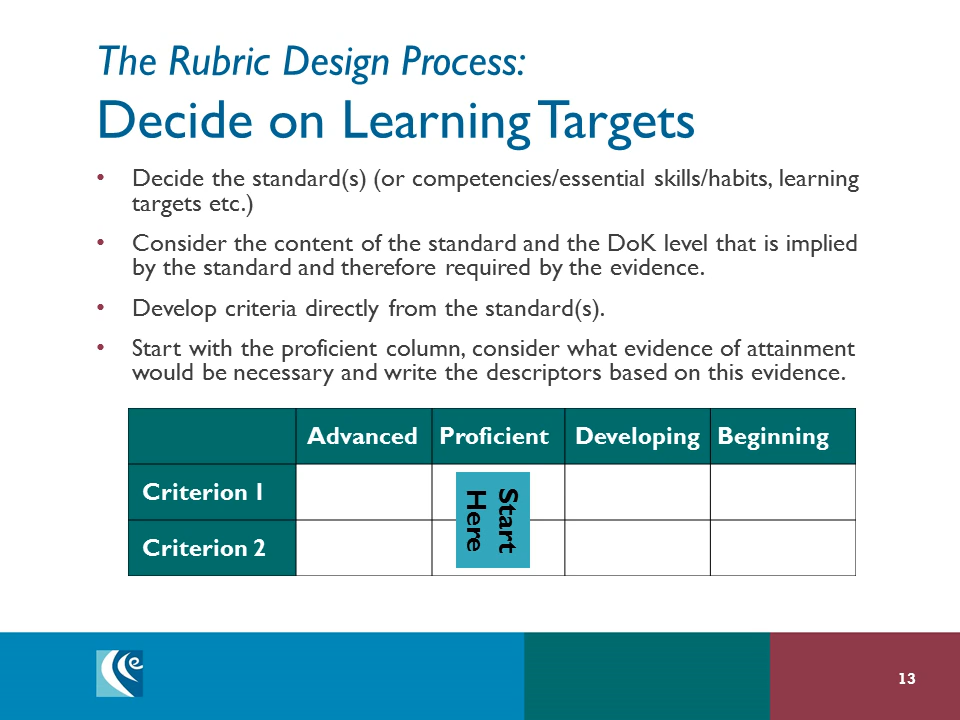 The Rubric Design Process:
Decide on Learning Targets
• Decide the standard(s) (or competencies/essential skills/habits, learning
targets etc.)
• Consider the content of the standard and the DoK level that is implied
by the standard and therefore required by the evidence.
• Develop criteria directly from the standard(s).
• Start with the proficient column, consider what evidence of attainment
would be necessary and write the descriptors based on this evidence.
Advanced Proficient Developing Beginning
Criterion 1
Start
Here
Criterion 2
e
13